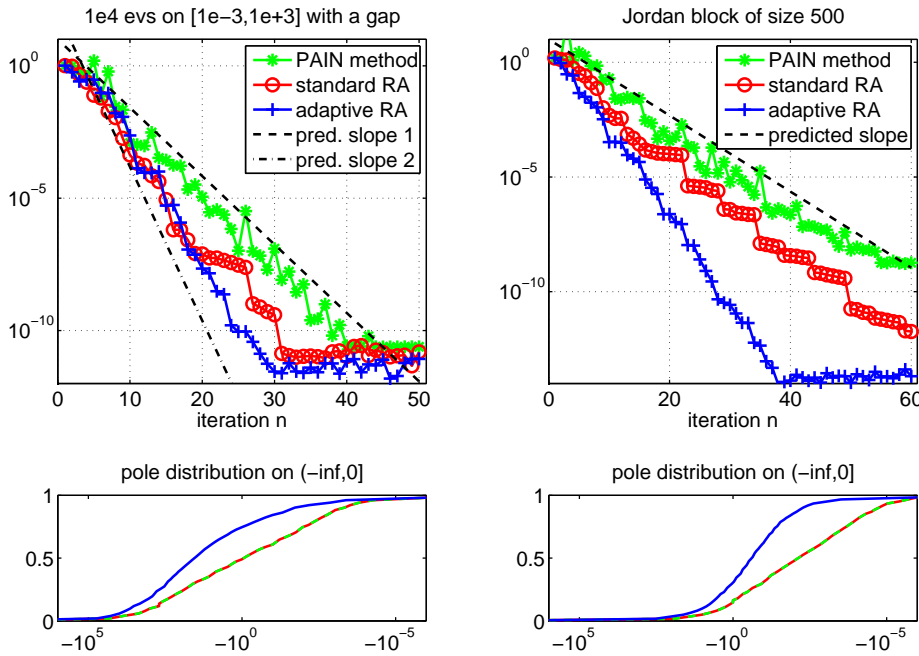 1e4 evs on [1e−3,1e+3] with a gap
10^0
10^−5
10^−10
PAIN method
standard RA
adaptive RA
pred. slope 1
pred. slope 2
0 10 20 30 40 50
iteration n
Jordan block of size 500
10^0
10^−5
10^−10
PAIN method
standard RA
adaptive RA
predicted slope
0 20 40 60
iteration n
pole distribution on (−inf,0]
1
0.5
0
−10^5 −10^0 −10^−5
pole distribution on (−inf,0]
1
0.5
0
−10^5 −10^0 −10^−5